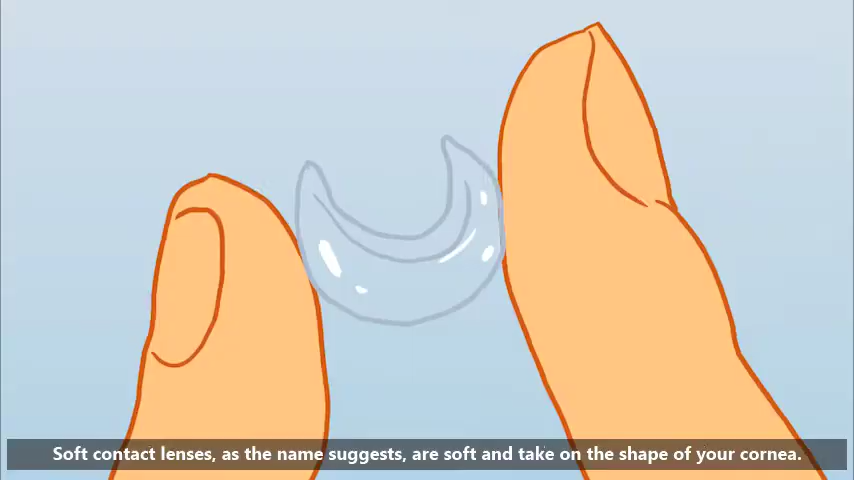 Soft contact lenses, as the name suggests, are soft and take on the shape of your cornea.